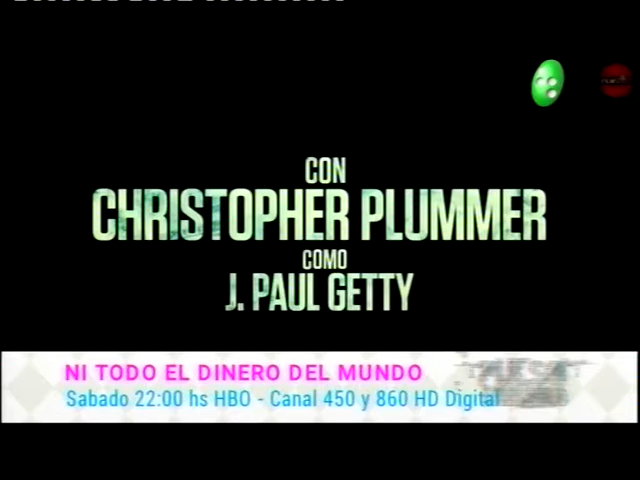 CON
CHRISTOPHER PLUMMER
COMO
J. PAUL GETTY
NI TODO EL DINERO DEL MUNDO
Sabado 22:00 hs HBO - Canal 450 y 860 HD Digital